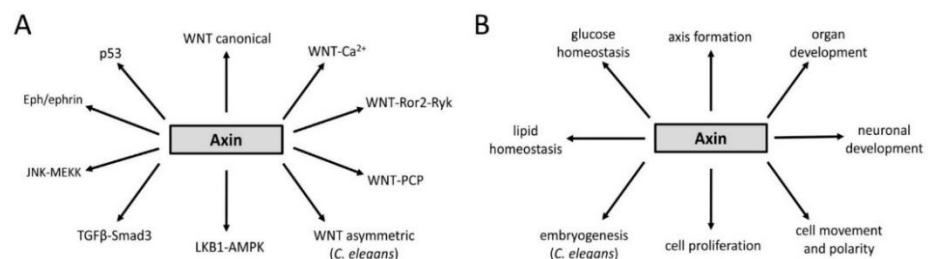 A
WNT canonical
p53
WNT-Ca²⁺
Eph/ephrin
WNT-Ror2-Ryk
Axin
JNK-MEKK
WNT-PCP
TGFβ-Smad3
LKB1-AMPK
WNT asymmetric
(C. elegans)
B
glucose
homeostasis
axis formation
organ
development
lipid
homeostasis
Axin
neuronal
development
embryogenesis
(C. elegans)
cell proliferation
cell movement
and polarity